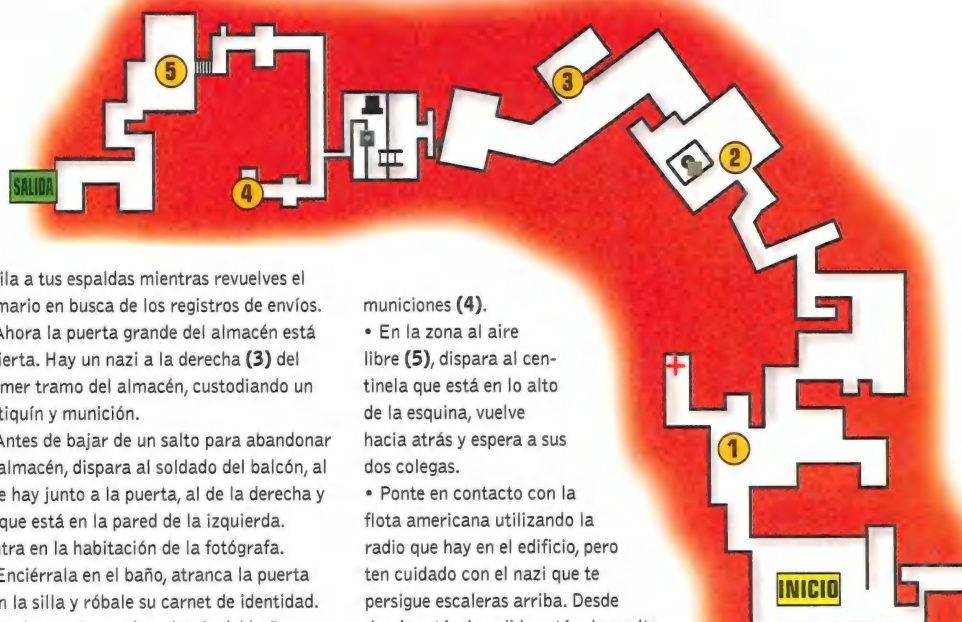 5
3
2
SALIDA
4
1
INICIO
ila a tus espaldas mientras revuelves el
mario en busca de los registros de envíos.
Ahora la puerta grande del almacén está
ierta. Hay un nazi a la derecha (3) del
mer tramo del almacén, custodiando un
tiquín y munición.
Antes de bajar de un salto para abandonar
almacén, dispara al soldado del balcón, al
e hay junto a la puerta, al de la derecha y
que está en la pared de la izquierda.
tra en la habitación de la fotógrafa.
Enciérrala en el baño, atranca la puerta
n la silla y róbale su carnet de identidad.
municiones (4).
• En la zona al aire
libre (5), dispara al cen-
tinela que está en lo alto
de la esquina, vuelve
hacia atrás y espera a sus
dos colegas.
• Ponte en contacto con la
flota americana utilizando la
radio que hay en el edificio, pero
ten cuidado con el nazi que te
persigue escaleras arriba. Desde